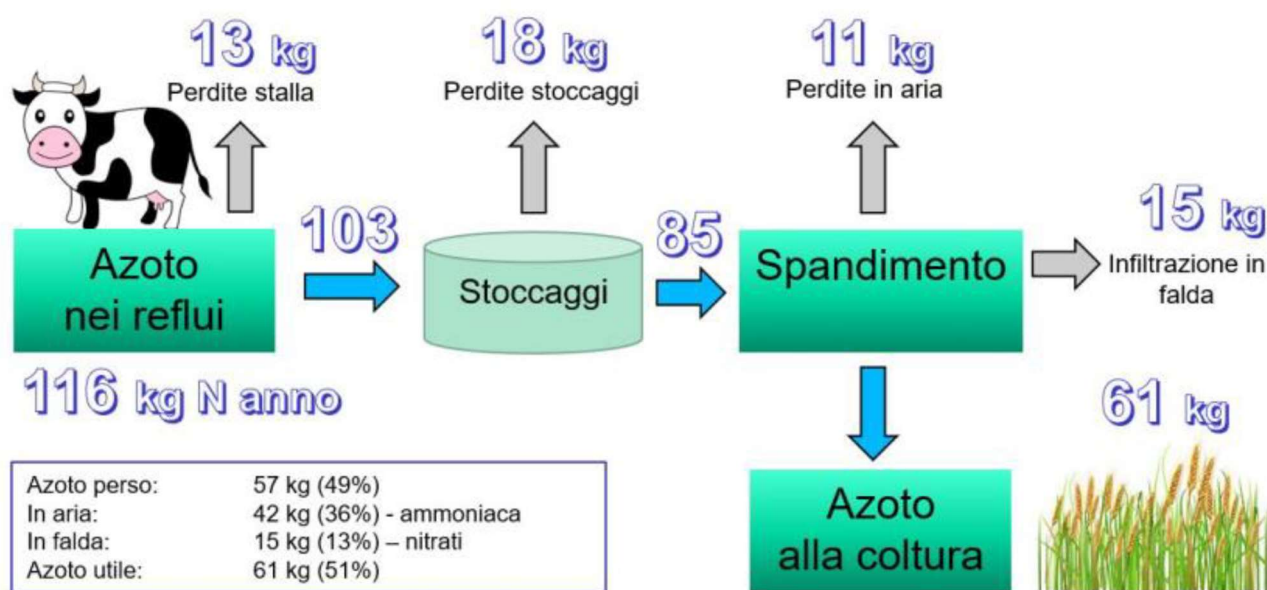 13 kg
Perdite stalla
18 kg
Perdite stoccaggi
11 kg
Perdite in aria
103
85
15 kg
Infiltrazione in
falda
Azoto
nei reflui
Stoccaggi
Spandimento
116 kg N anno
61 kg
Azoto perso: 57 kg (49%)
In aria: 42 kg (36%) - ammoniaca
In falda: 15 kg (13%) – nitrati
Azoto utile: 61 kg (51%)
Azoto
alla coltura